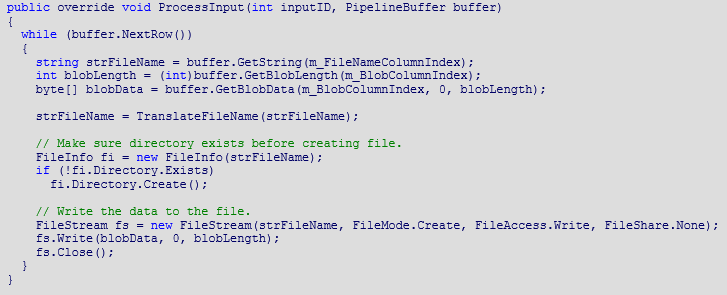 public override void ProcessInput(int inputID, PipelineBuffer buffer)
{
  while (buffer.NextRow())
  {
    string strFileName = buffer.GetString(m_FileNameColumnIndex);
    int blobLength = (int)buffer.GetBlobLength(m_BlobColumnIndex);
    byte[] blobData = buffer.GetBlobData(m_BlobColumnIndex, 0, blobLength);

    strFileName = TranslateFileName(strFileName);

    // Make sure directory exists before creating file.
    FileInfo fi = new FileInfo(strFileName);
    if (!fi.Directory.Exists)
      fi.Directory.Create();

    // Write the data to the file.
    FileStream fs = new FileStream(strFileName, FileMode.Create, FileAccess.Write, FileShare.None);
    fs.Write(blobData, 0, blobLength);
    fs.Close();
  }
}